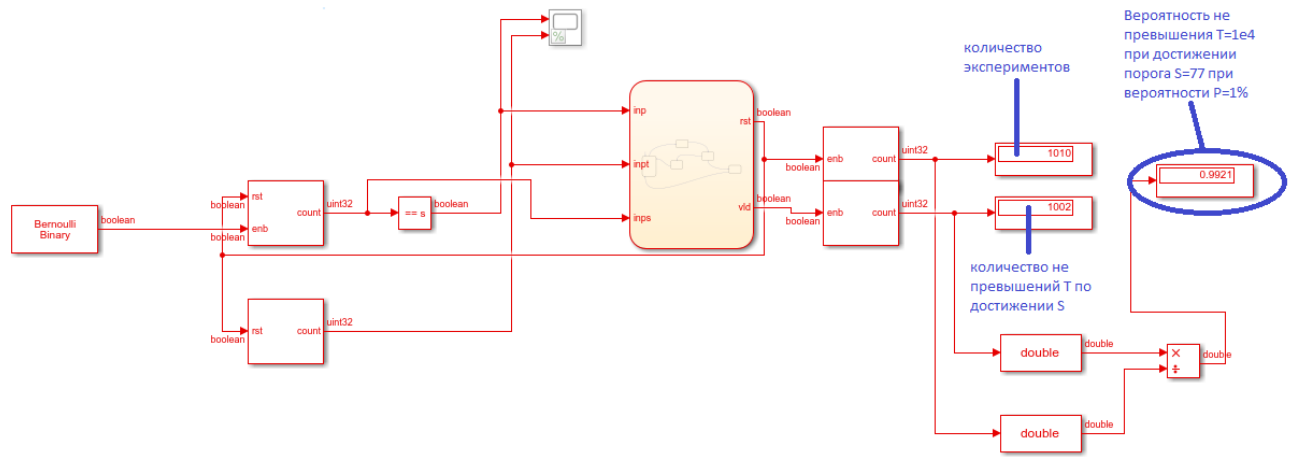 Вероятность не
превышения T=1e4
при достижении
порога S=77 при
вероятности P=1%
количество
экспериментов
%
inp
rst
boolean
inpt
inps
vld
boolean
enb
count
uint32
boolean
enb
count
uint32
boolean
1010
1002
0.9921
Bernoulli
Binary
boolean
rst
boolean
enb
boolean
count
uint32
== s
boolean
rst
boolean
count
uint32
количество не
превышений T по
достижении S
double
double
×
÷
double
double
double